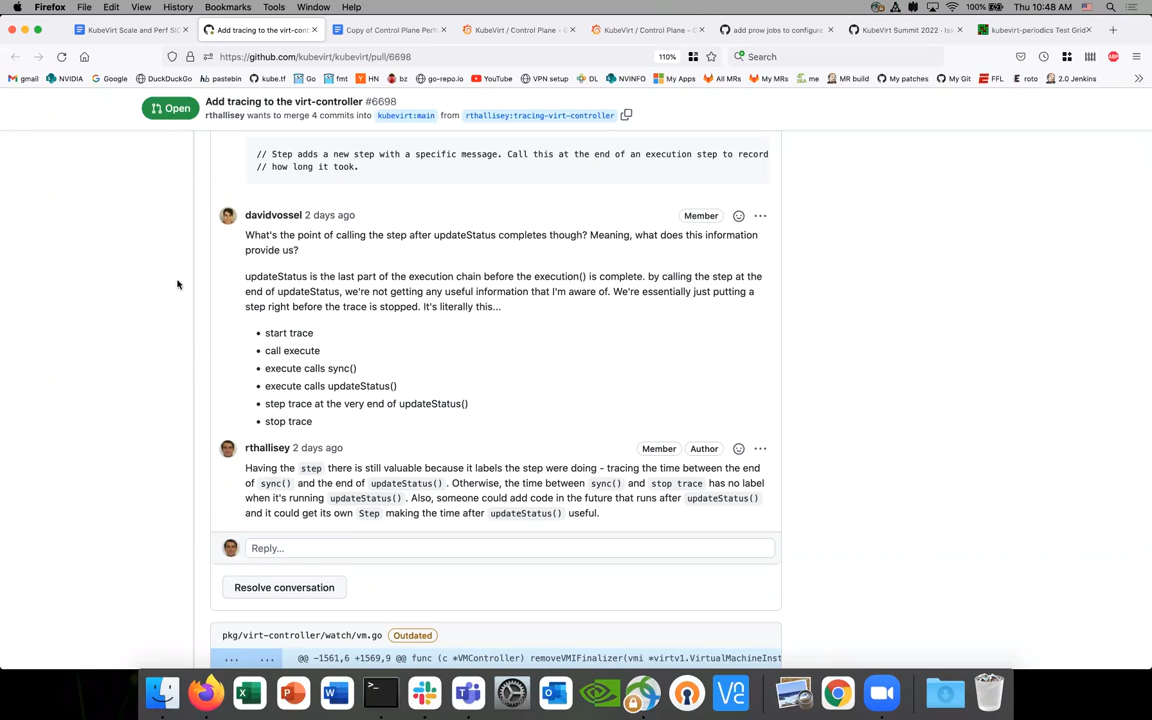 Firefox File Edit View History Bookmarks Tools Window Help 100% Thu 10:48 AM
KubeVirt Scale and Perf SI Add tracing to the virt-cont Copy of Control Plane Perf KubeVirt / Control Plane - KubeVirt / Control Plane - add prow jobs to configure KubeVirt Summit 2022 · Iss kubevirt-periodics Test Grid
https://github.com/kubevirt/kubevirt/pull/6698 110% Search
gmail NVIDIA DuckDuckGo pastebin kube.tf Go fmt HN bz go-repo.io YouTube VPN setup DL NVINFO My Apps All MRs My MRs me MR build My patches My Git FFL roto 2.0 Jenkins
Open
Add tracing to the virt-controller #6698
rthallisey wants to merge 4 commits into kubevirt:main from rthallisey:tracing-virt-controller
// Step adds a new step with a specific message. Call this at the end of an execution step to record
// how long it took.
davidvossel 2 days ago Member
What's the point of calling the step after updateStatus completes though? Meaning, what does this information
provide us?
updateStatus is the last part of the execution chain before the execution() is complete. by calling the step at the
end of updateStatus, we're not getting any useful information that I'm aware of. We're essentially just putting a
step right before the trace is stopped. It's literally this...
• start trace
• call execute
• execute calls sync()
• execute calls updateStatus()
• step trace at the very end of updateStatus()
• stop trace
rthallisey 2 days ago Member Author
Having the step there is still valuable because it labels the step were doing - tracing the time between the end
of sync() and the end of updateStatus() . Otherwise, the time between sync() and stop trace has no label
when it's running updateStatus() . Also, someone could add code in the future that runs after updateStatus()
and it could get its own Step making the time after updateStatus() useful.
Reply...
Resolve conversation
pkg/virt-controller/watch/vm.go Outdated
... ... @@ -1561,6 +1569,9 @@ func (c *VMController) removeVMIFinalizer(vmi *virtv1.VirtualMachineInst